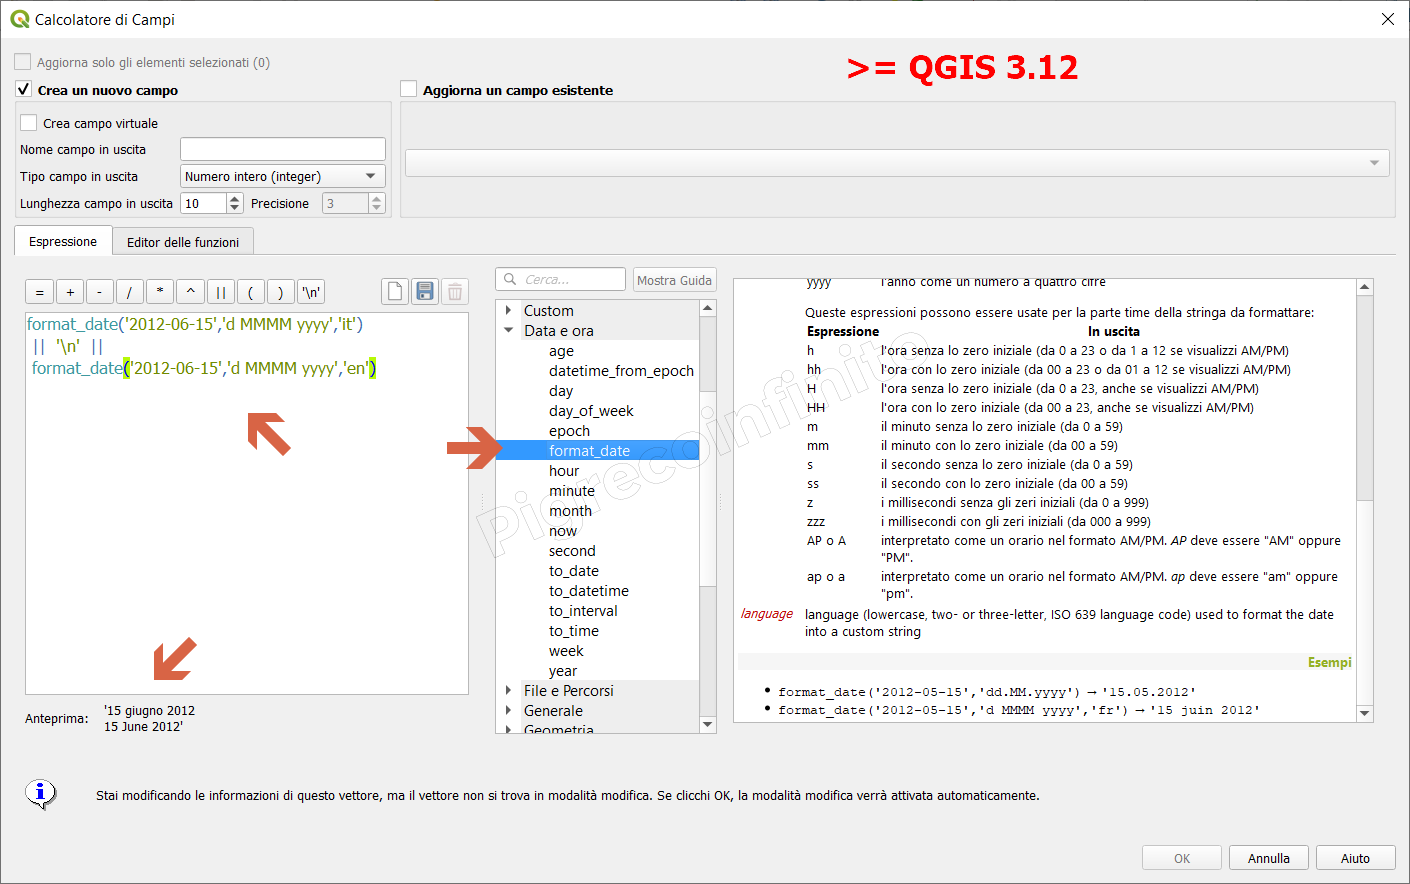 Calcolatore di Campi
Aggiorna solo gli elementi selezionati (0)
>= QGIS 3.12
Crea un nuovo campo
Aggiorna un campo esistente
Crea campo virtuale
Nome campo in uscita
Tipo campo in uscita Numero intero (integer)
Lunghezza campo in uscita 10 Precisione 3
Espressione Editor delle funzioni
= + - / * ^ || ( ) '\n'
format_date('2012-06-15','d MMMM yyyy','it')
|| '\n' ||
format_date('2012-06-15','d MMMM yyyy','en')
Anteprima: '15 giugno 2012
15 June 2012'
Cerca... Mostra Guida
Custom
Data e ora
age
datetime_from_epoch
day
day_of_week
epoch
format_date
hour
minute
month
now
second
to_date
to_datetime
to_interval
to_time
week
year
File e Percorsi
Generale
Geometria
yyyy l'anno come un numero a quattro cifre
Queste espressioni possono essere usate per la parte time della stringa da formattare:
Espressione In uscita
h l'ora senza lo zero iniziale (da 0 a 23 o da 1 a 12 se visualizzi AM/PM)
hh l'ora con lo zero iniziale (da 00 a 23 o da 01 a 12 se visualizzi AM/PM)
H l'ora senza lo zero iniziale (da 0 a 23, anche se visualizzi AM/PM)
HH l'ora con lo zero iniziale (da 00 a 23, anche se visualizzi AM/PM)
m il minuto senza lo zero iniziale (da 0 a 59)
mm il minuto con lo zero iniziale (da 00 a 59)
s il secondo senza lo zero iniziale (da 0 a 59)
ss il secondo con lo zero iniziale (da 00 a 59)
z i millisecondi senza gli zeri iniziali (da 0 a 999)
zzz i millisecondi con gli zeri iniziali (da 000 a 999)
AP o A interpretato come un orario nel formato AM/PM. AP deve essere "AM" oppure
"PM".
ap o a interpretato come un orario nel formato AM/PM. ap deve essere "am" oppure
"pm".
language language (lowercase, two- or three-letter, ISO 639 language code) used to format the date
into a custom string
Esempi
• format_date('2012-05-15','dd.MM.yyyy') → '15.05.2012'
• format_date('2012-05-15','d MMMM yyyy','fr') → '15 juin 2012'
Pigrecoinfinito
Stai modificando le informazioni di questo vettore, ma il vettore non si trova in modalità modifica. Se clicchi OK, la modalità modifica verrà attivata automaticamente.
OK Annulla Aiuto